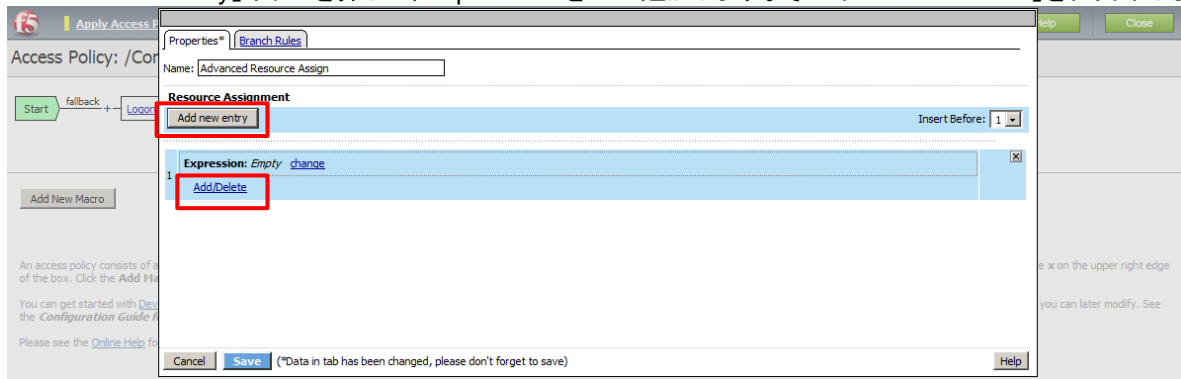 f5 Apply Access P
Help Close
Access Policy: /Cor
Start fallback + Logon
Add New Macro
An access policy consists of a
of the box. Click the Add Ma
You can get started with Dev
the Configuration Guide f
Please see the Online Help fo
Properties* Branch Rules
Name: Advanced Resource Assign
Resource Assignment
Add new entry Insert Before: 1
1 Expression: Empty change
Add/Delete
Cancel Save (*Data in tab has been changed, please don't forget to save) Help
e x on the upper right edge
you can later modify. See